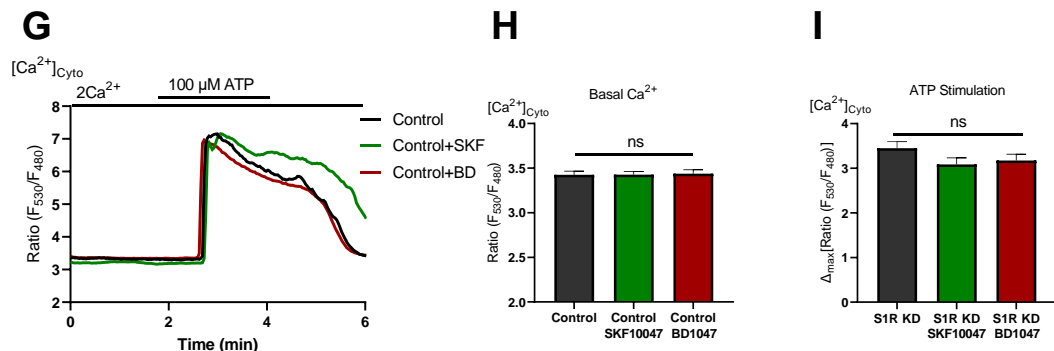 G
[Ca²⁺]Cyto
2Ca²⁺
100 µM ATP
Ratio (F530/F480)
8
7
6
5
4
3
2
0
2
4
6
Time (min)
Control
Control+SKF
Control+BD
H
[Ca²⁺]Cyto
Basal Ca²⁺
ns
Ratio (F530/F480)
4.0
3.5
3.0
2.5
2.0
Control
Control
SKF10047
Control
BD1047
I
[Ca²⁺]Cyto
ATP Stimulation
ns
Δmax[Ratio (F530/F480)]
4
3
2
1
0
S1R KD
S1R KD
SKF10047
S1R KD
BD1047